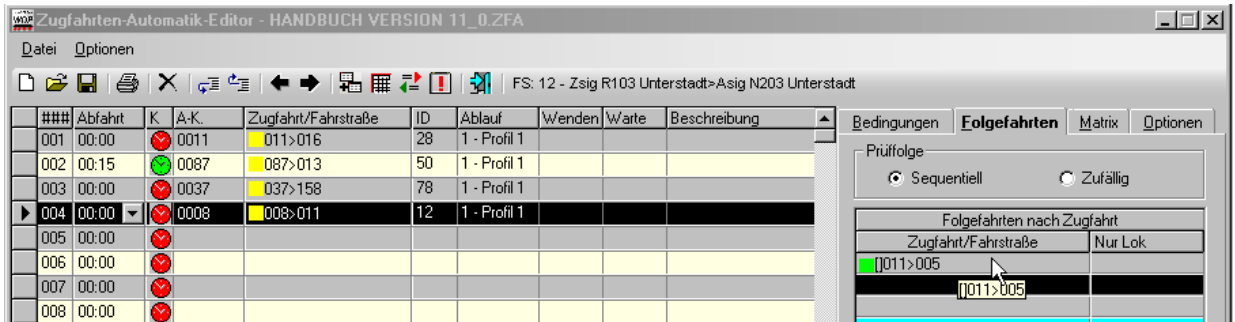 Zugfahrten-Automatik-Editor - HANDBUCH VERSION 11_0.ZFA
Datei Optionen
FS: 12 - Zsig R103 Unterstadt>Asig N203 Unterstadt
### Abfahrt K A-K. Zugfahrt/Fahrstraße ID Ablauf Wenden Warte Beschreibung
001 00:00 0011 011>016 28 1 - Profil 1
002 00:15 0087 087>013 50 1 - Profil 1
003 00:00 0037 037>158 78 1 - Profil 1
004 00:00 0008 008>011 12 1 - Profil 1
005 00:00
006 00:00
007 00:00
008 00:00
Bedingungen Folgefahrten Matrix Optionen
Prüffolge
Sequentiell Zufällig
Folgefahrten nach Zugfahrt
Zugfahrt/Fahrstraße Nur Lok
[]011>005
[]011>005